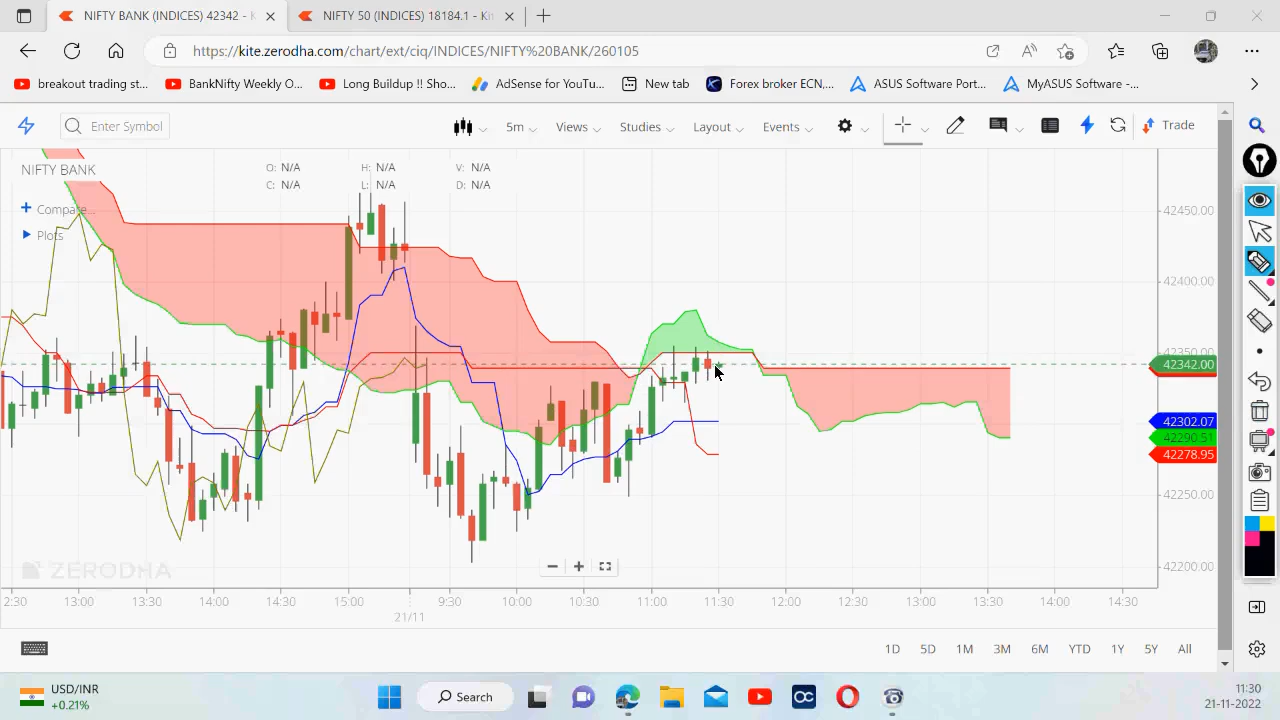 NIFTY BANK (INDICES) 42342 - K
NIFTY 50 (INDICES) 18184.1 - Kit
https://kite.zerodha.com/chart/ext/ciq/INDICES/NIFTY%20BANK/260105
breakout trading st...
BankNifty Weekly O...
Long Buildup !! Sho...
AdSense for YouTu...
New tab
Forex broker ECN,...
ASUS Software Port...
MyASUS Software -...
Enter Symbol
5m
Views
Studies
Layout
Events
Trade
NIFTY BANK
O: N/A
H: N/A
V: N/A
C: N/A
L: N/A
D: N/A
Compare...
Plots
42450.00
42400.00
42350.00
42342.00
42302.07
42290.51
42278.95
42250.00
42200.00
ZERODHA
2:30
13:00
13:30
14:00
14:30
15:00
9:30
10:00
10:30
11:00
11:30
12:00
12:30
13:00
13:30
14:00
14:30
21/11
1D
5D
1M
3M
6M
YTD
1Y
5Y
All
USD/INR
+0.21%
Search
11:30
21-11-2022